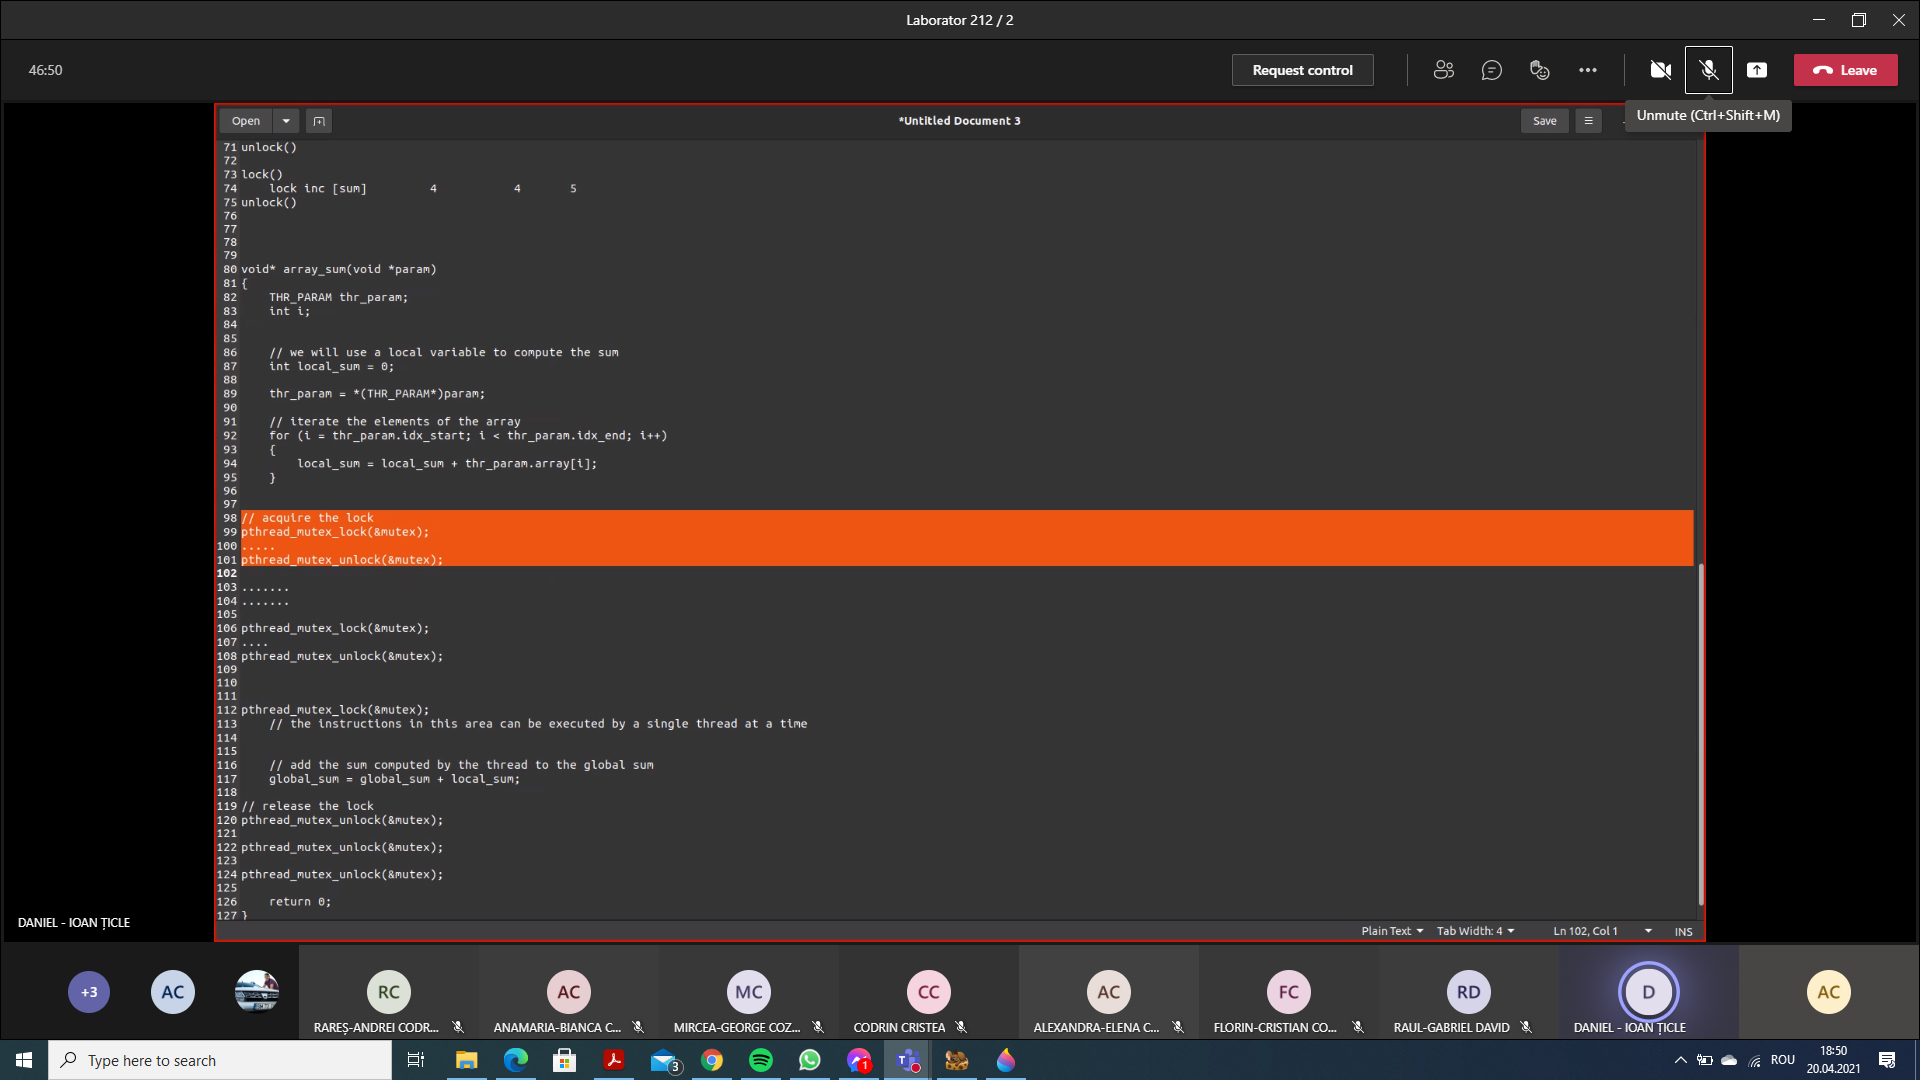 Laborator 212 / 2
46:50
Request control
Leave
Unmute (Ctrl+Shift+M)
Open
*Untitled Document 3
Save
71 unlock()
72
73 lock()
74 lock inc [sum] 4 4 5
75 unlock()
76
77
78
79
80 void* array_sum(void *param)
81 {
82 THR_PARAM thr_param;
83 int i;
84
85
86 // we will use a local variable to compute the sum
87 int local_sum = 0;
88
89 thr_param = *(THR_PARAM*)param;
90
91 // iterate the elements of the array
92 for (i = thr_param.idx_start; i < thr_param.idx_end; i++)
93 {
94 local_sum = local_sum + thr_param.array[i];
95 }
96
97
98 // acquire the lock
99 pthread_mutex_lock(&mutex);
100 .....
101 pthread_mutex_unlock(&mutex);
102
103 .......
104 .......
105
106 pthread_mutex_lock(&mutex);
107 ....
108 pthread_mutex_unlock(&mutex);
109
110
111
112 pthread_mutex_lock(&mutex);
113 // the instructions in this area can be executed by a single thread at a time
114
115
116 // add the sum computed by the thread to the global sum
117 global_sum = global_sum + local_sum;
118
119 // release the lock
120 pthread_mutex_unlock(&mutex);
121
122 pthread_mutex_unlock(&mutex);
123
124 pthread_mutex_unlock(&mutex);
125
126 return 0;
127 }
DANIEL - IOAN ȚICLE
Plain Text Tab Width: 4 Ln 102, Col 1 INS
+3 AC RC AC MC CC AC FC RD D AC
RAREȘ-ANDREI CODR... ANAMARIA-BIANCA C... MIRCEA-GEORGE COZ... CODRIN CRISTEA ALEXANDRA-ELENA C... FLORIN-CRISTIAN CO... RAUL-GABRIEL DAVID DANIEL - IOAN ȚICLE
Type here to search
3
1
ROU
18:50
20.04.2021